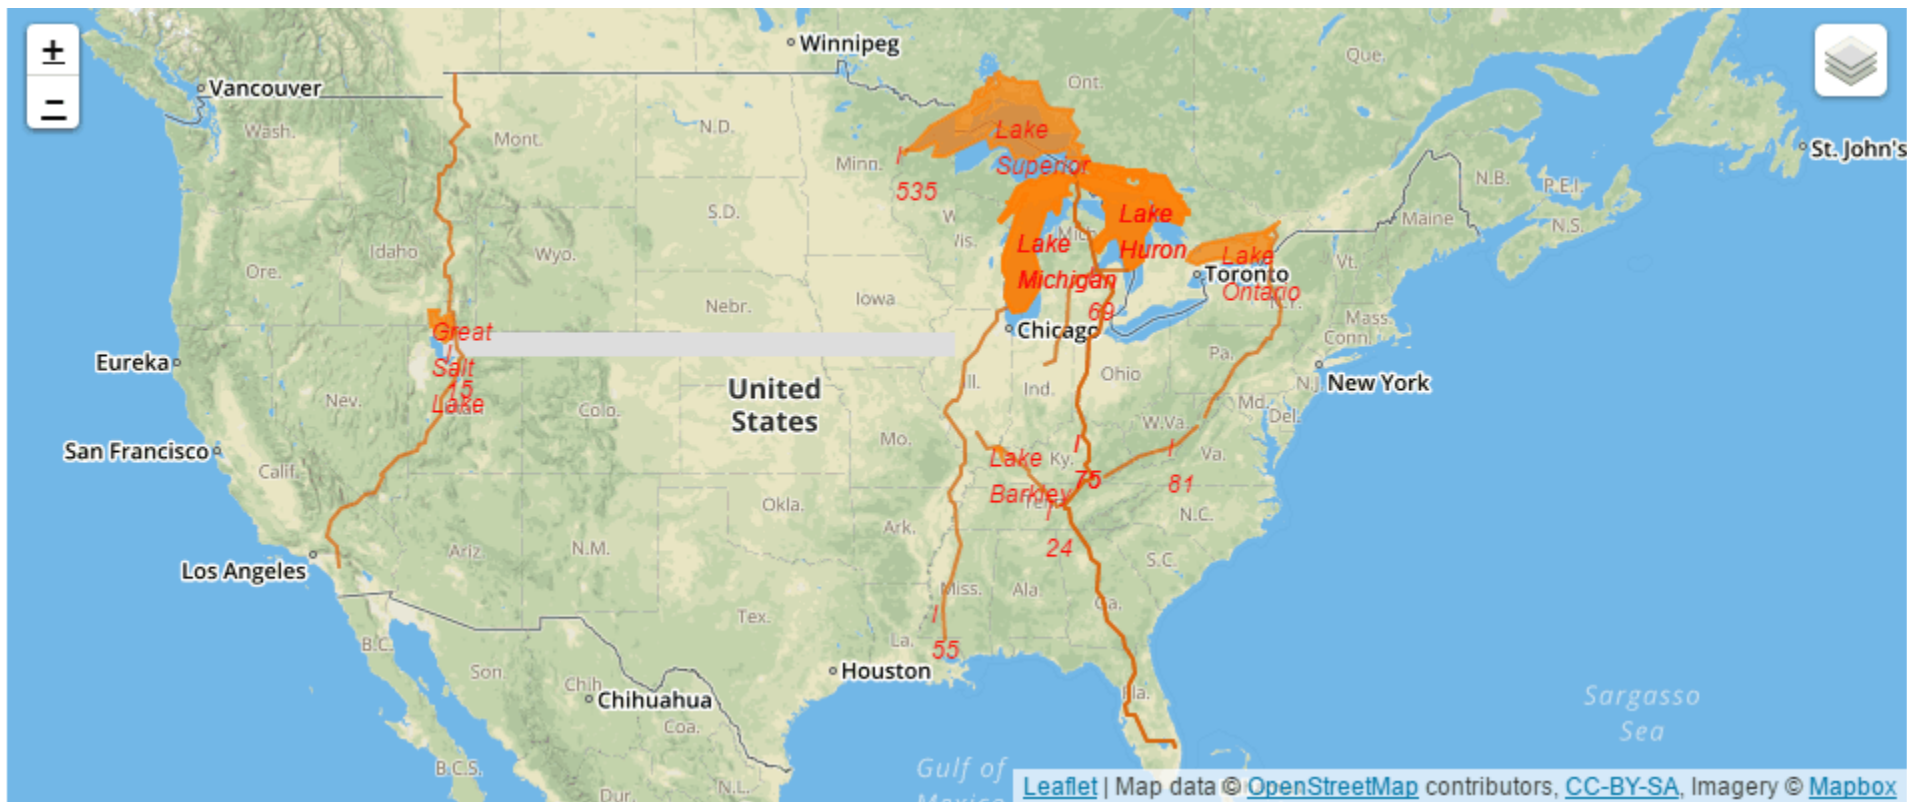 +
−
Winnipeg
Ont.
Que.
Vancouver
Wash.
Mont.
N.D.
Minn.
Lake
Superior
I
535
St. John's
N.B.
P.E.I.
N.S.
Maine
Idaho
Wyo.
S.D.
Ore.
Lake
Michigan
Mich.
Lake
Huron
Lake
Ontario
Toronto
Vt.
Iowa
Nebr.
I
69
Mass.
Conn.
Chicago
Great
Salt
Lake
I
15
Eureka
Nev.
Colo.
United
States
Ill.
Ind.
Ohio
Pa.
N.J.
New York
Md.
Del.
W.Va.
Va.
San Francisco
Calif.
Mo.
Lake
Barkley
Ky.
I
75
I
81
Tenn.
I
24
Okla.
Ark.
N.C.
S.C.
Los Angeles
Ariz.
N.M.
Miss.
Ala.
Ga.
Tex.
La.
I
55
B.C.
Son.
Chih.
Chihuahua
Coa.
Houston
Fla.
Sargasso
Sea
B.C.S.
Dur.
N.L.
Gulf of
Mexico
Leaflet | Map data © OpenStreetMap contributors, CC-BY-SA, Imagery © Mapbox